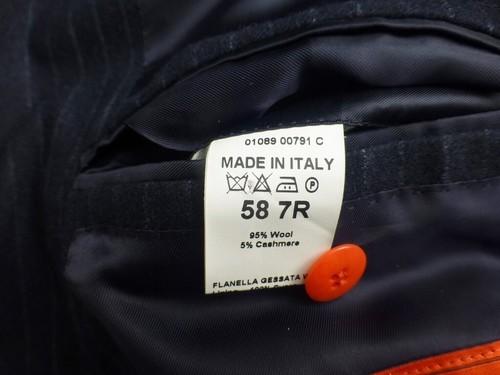 01089 00791 C
MADE IN ITALY
P
58 7R
95% Wool
5% Cashmere
FLANELLA GESSATA